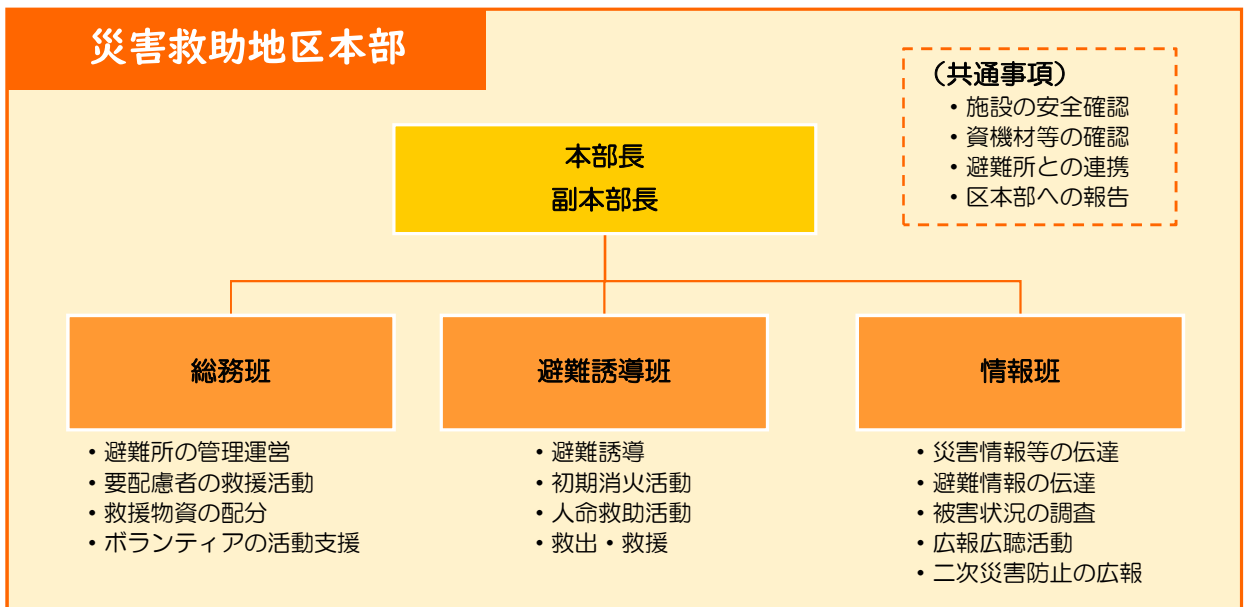 災害救助地区本部
（共通事項）
・施設の安全確認
・資機材等の確認
・避難所との連携
・区本部への報告
本部長
副本部長
総務班
・避難所の管理運営
・要配慮者の救援活動
・救援物資の配分
・ボランティアの活動支援
避難誘導班
・避難誘導
・初期消火活動
・人命救助活動
・救出・救援
情報班
・災害情報等の伝達
・避難情報の伝達
・被害状況の調査
・広報広聴活動
・二次災害防止の広報